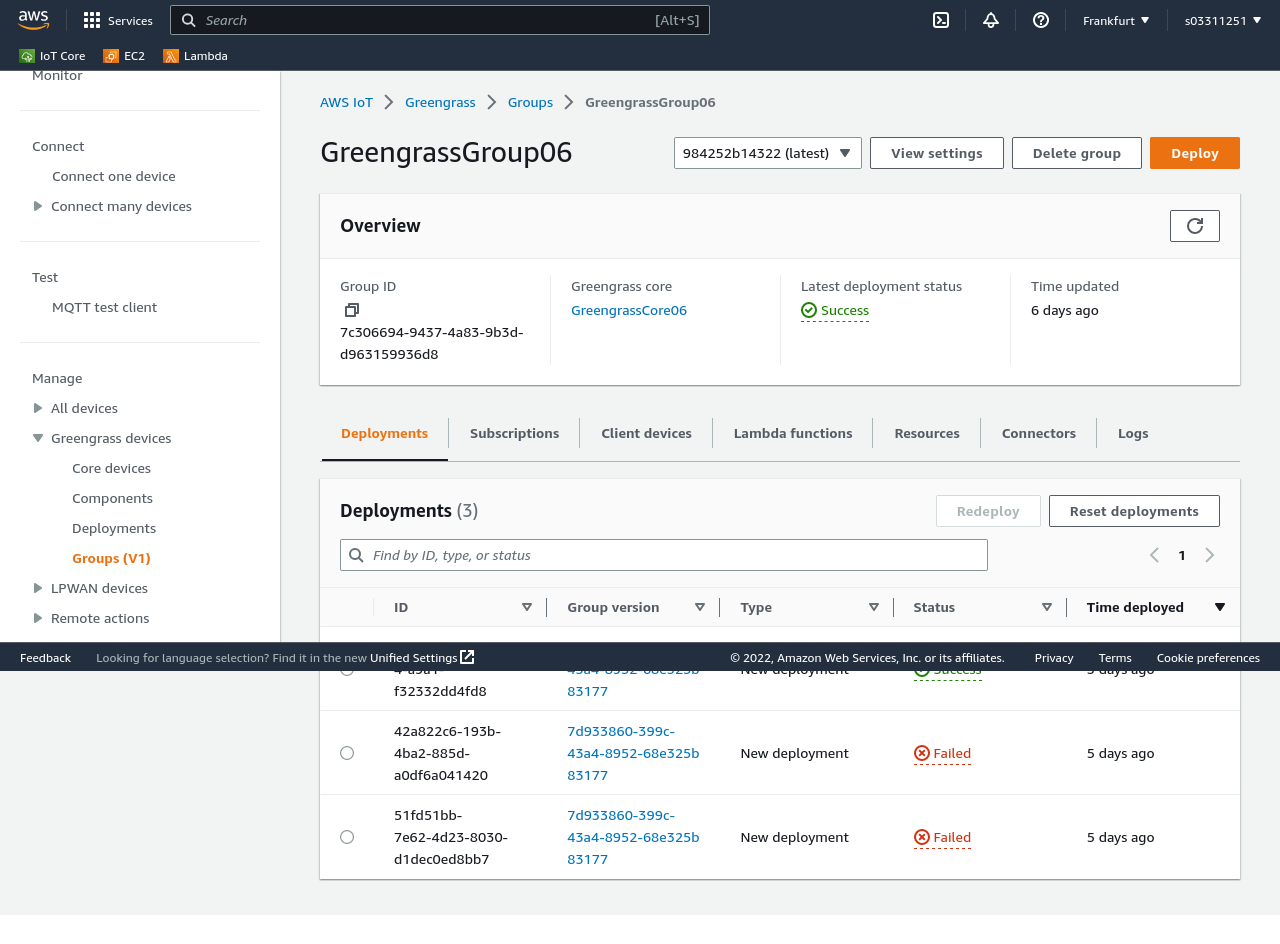 aws
Services
Search
[Alt+S]
Frankfurt
s03311251
IoT Core
EC2
Lambda
Monitor
Connect
Connect one device
Connect many devices
Test
MQTT test client
Manage
All devices
Greengrass devices
Core devices
Components
Deployments
Groups (V1)
LPWAN devices
Remote actions
AWS IoT
Greengrass
Groups
GreengrassGroup06
GreengrassGroup06
984252b14322 (latest)
View settings
Delete group
Deploy
Overview
Group ID
7c306694-9437-4a83-9b3d-
d963159936d8
Greengrass core
GreengrassCore06
Latest deployment status
Success
Time updated
6 days ago
Deployments
Subscriptions
Client devices
Lambda functions
Resources
Connectors
Logs
Deployments (3)
Redeploy
Reset deployments
Find by ID, type, or status
1
ID
Group version
Type
Status
Time deployed
Feedback
Looking for language selection? Find it in the new Unified Settings
© 2022, Amazon Web Services, Inc. or its affiliates.
Privacy
Terms
Cookie preferences
f32332dd4fd8
43a4-8952-68e325b
83177
New deployment
Success
5 days ago
42a822c6-193b-
4ba2-885d-
a0df6a041420
7d933860-399c-
43a4-8952-68e325b
83177
New deployment
Failed
5 days ago
51fd51bb-
7e62-4d23-8030-
d1dec0ed8bb7
7d933860-399c-
43a4-8952-68e325b
83177
New deployment
Failed
5 days ago